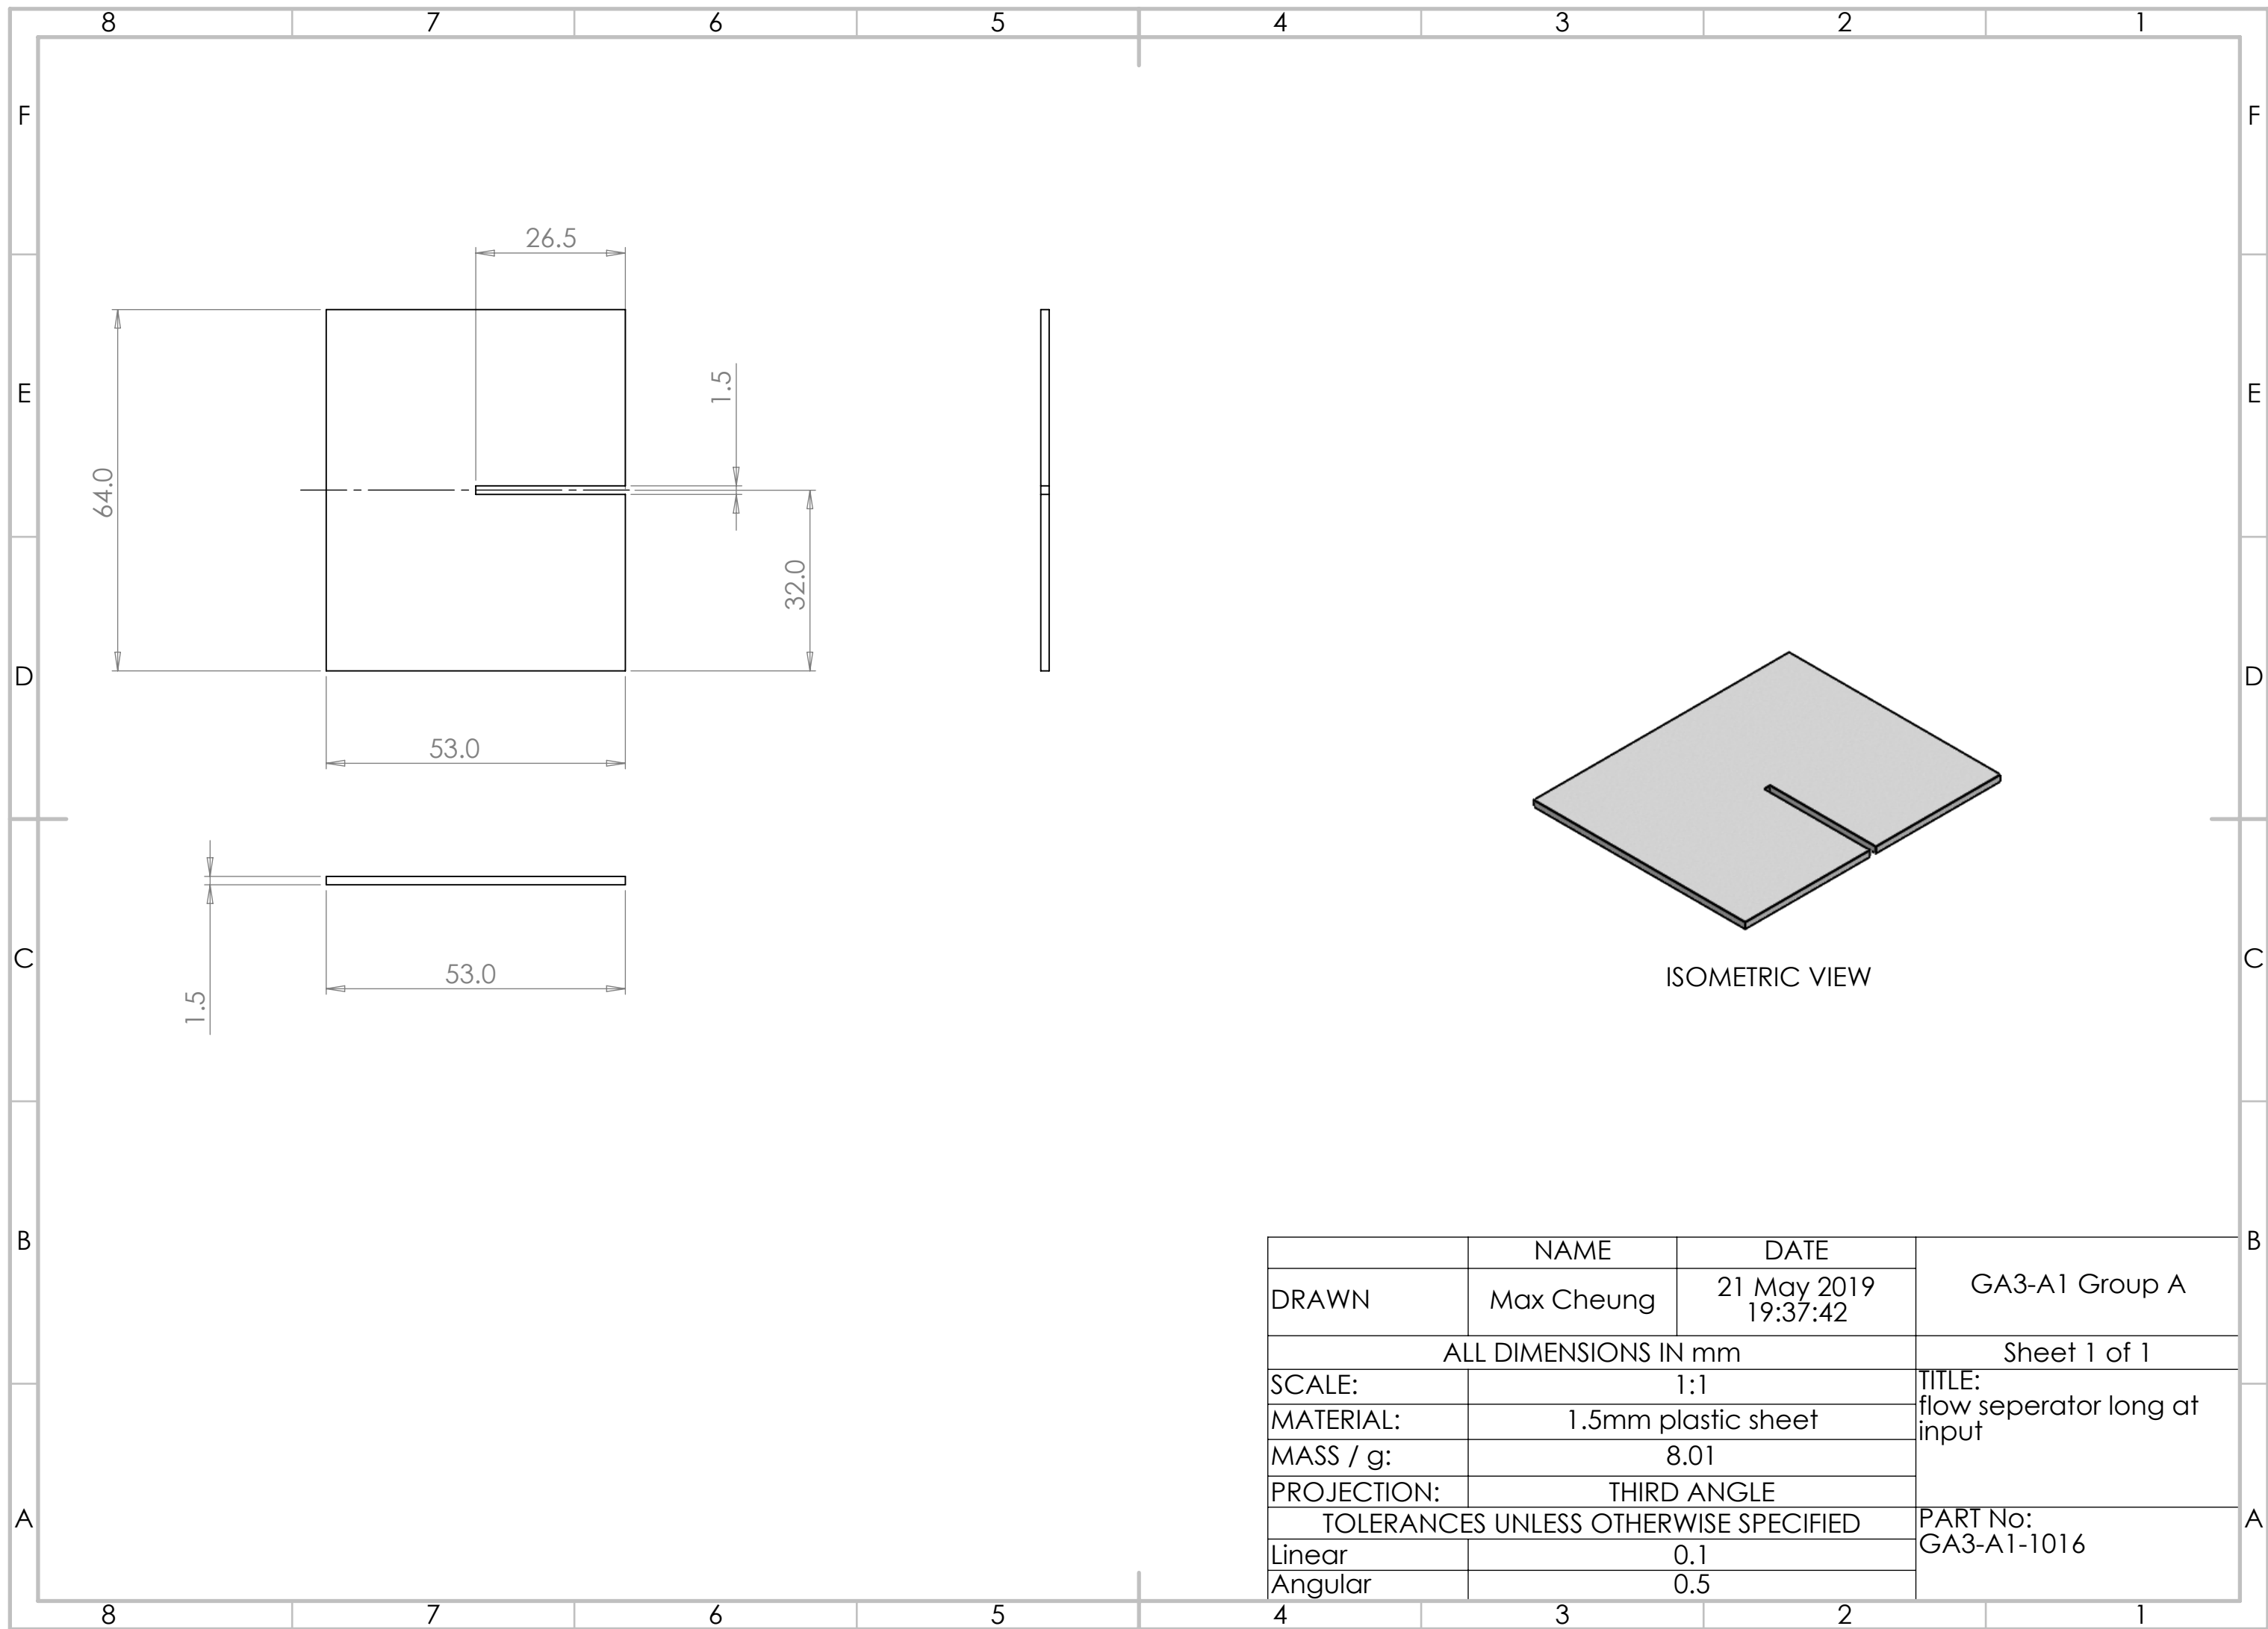 8 7 6 5 4 3 2 1
F F
26.5
E E
1.5
64.0
32.0
D D
53.0
C C
53.0
1.5
ISOMETRIC VIEW
B B
NAME DATE
DRAWN Max Cheung 21 May 2019
19:37:42
GA3-A1 Group A
ALL DIMENSIONS IN mm Sheet 1 of 1
SCALE: 1:1
MATERIAL: 1.5mm plastic sheet
MASS / g: 8.01
PROJECTION: THIRD ANGLE
TITLE:
flow seperator long at
input
TOLERANCES UNLESS OTHERWISE SPECIFIED
Linear 0.1
Angular 0.5
PART No:
GA3-A1-1016
A A
8 7 6 5 4 3 2 1